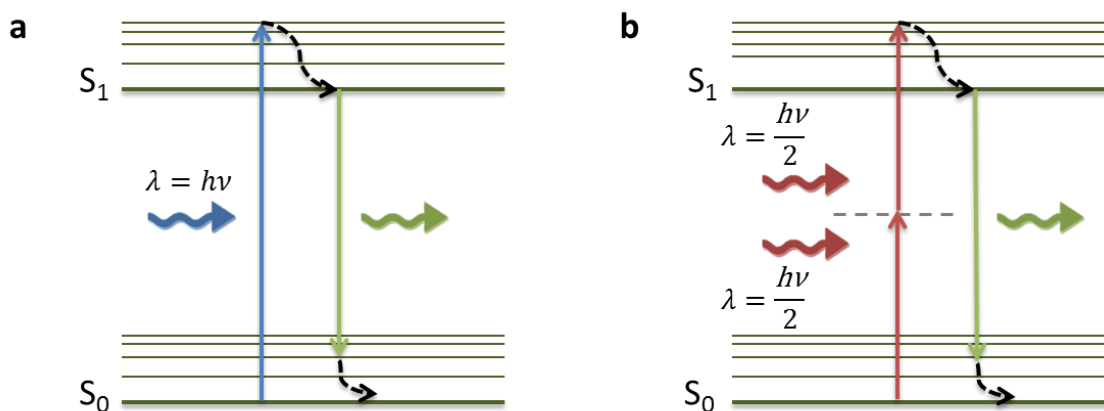 a
S₁
λ = hν
S₀
b
S₁
λ = hν/2
λ = hν/2
S₀